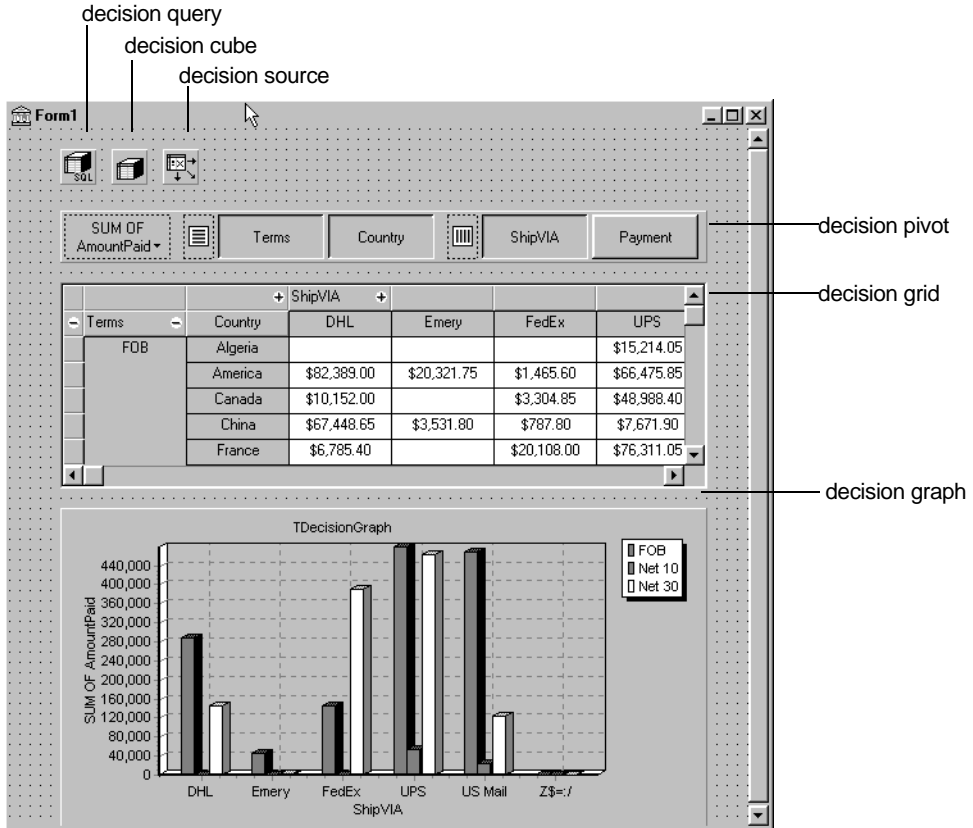 decision query
decision cube
decision source
Form1
SQL
SUM OF
AmountPaid
Terms
Country
ShipVIA
Payment
decision pivot
decision grid
ShipVIA
Terms Country DHL Emery FedEx UPS
FOB Algeria $15,214.05
America $82,389.00 $20,321.75 $1,465.60 $66,475.85
Canada $10,152.00 $3,304.85 $48,988.40
China $67,448.65 $3,531.80 $787.80 $7,671.90
France $6,785.40 $20,108.00 $76,311.05
decision graph
TDecisionGraph
FOB
Net 10
Net 30
SUM OF AmountPaid
440,000
400,000
360,000
320,000
280,000
240,000
200,000
160,000
120,000
80,000
40,000
0
DHL Emery FedEx UPS US Mail Z$=:/
ShipVIA